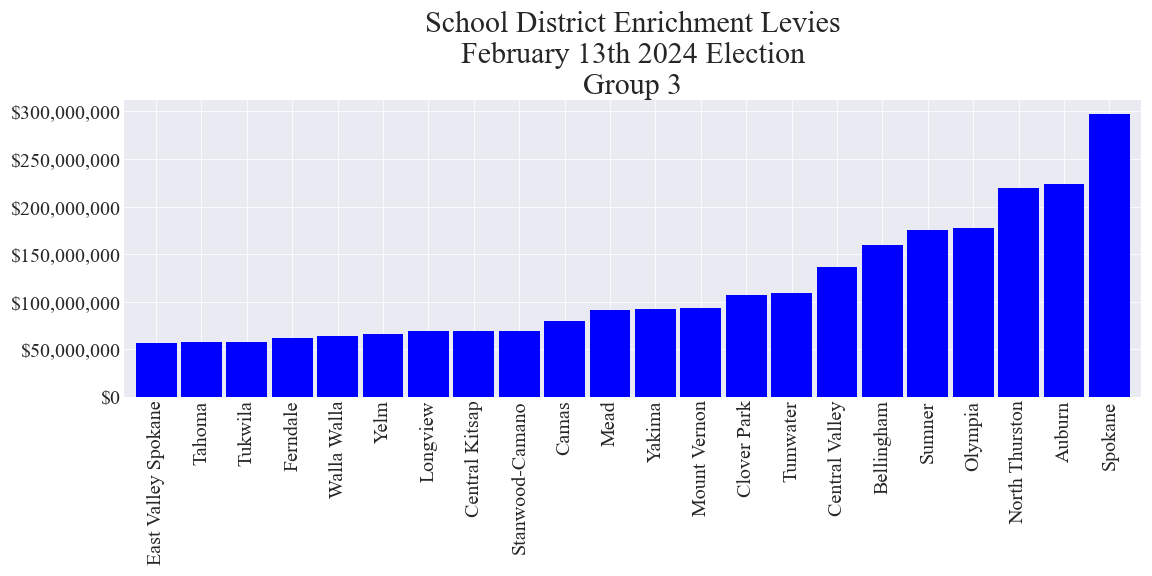 School District Enrichment Levies
February 13th 2024 Election
Group 3
$300,000,000
$250,000,000
$200,000,000
$150,000,000
$100,000,000
$50,000,000
$0
East Valley Spokane
Tahoma
Tukwila
Ferndale
Walla Walla
Yelm
Longview
Central Kitsap
Stanwood-Camano
Camas
Mead
Yakima
Mount Vernon
Clover Park
Tumwater
Central Valley
Bellingham
Sumner
Olympia
North Thurston
Auburn
Spokane